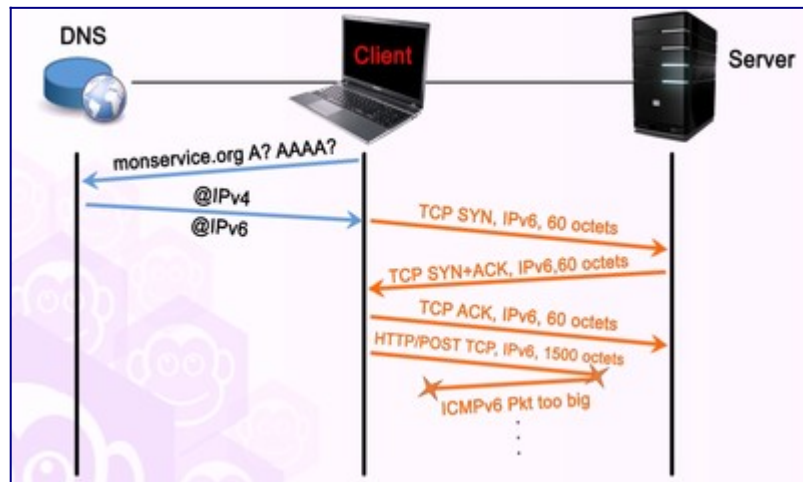 DNS
Client
Server
monservice.org A? AAAA?
@IPv4
@IPv6
TCP SYN, IPv6, 60 octets
TCP SYN+ACK, IPv6,60 octets
TCP ACK, IPv6, 60 octets
HTTP/POST TCP, IPv6, 1500 octets
ICMPv6 Pkt too big